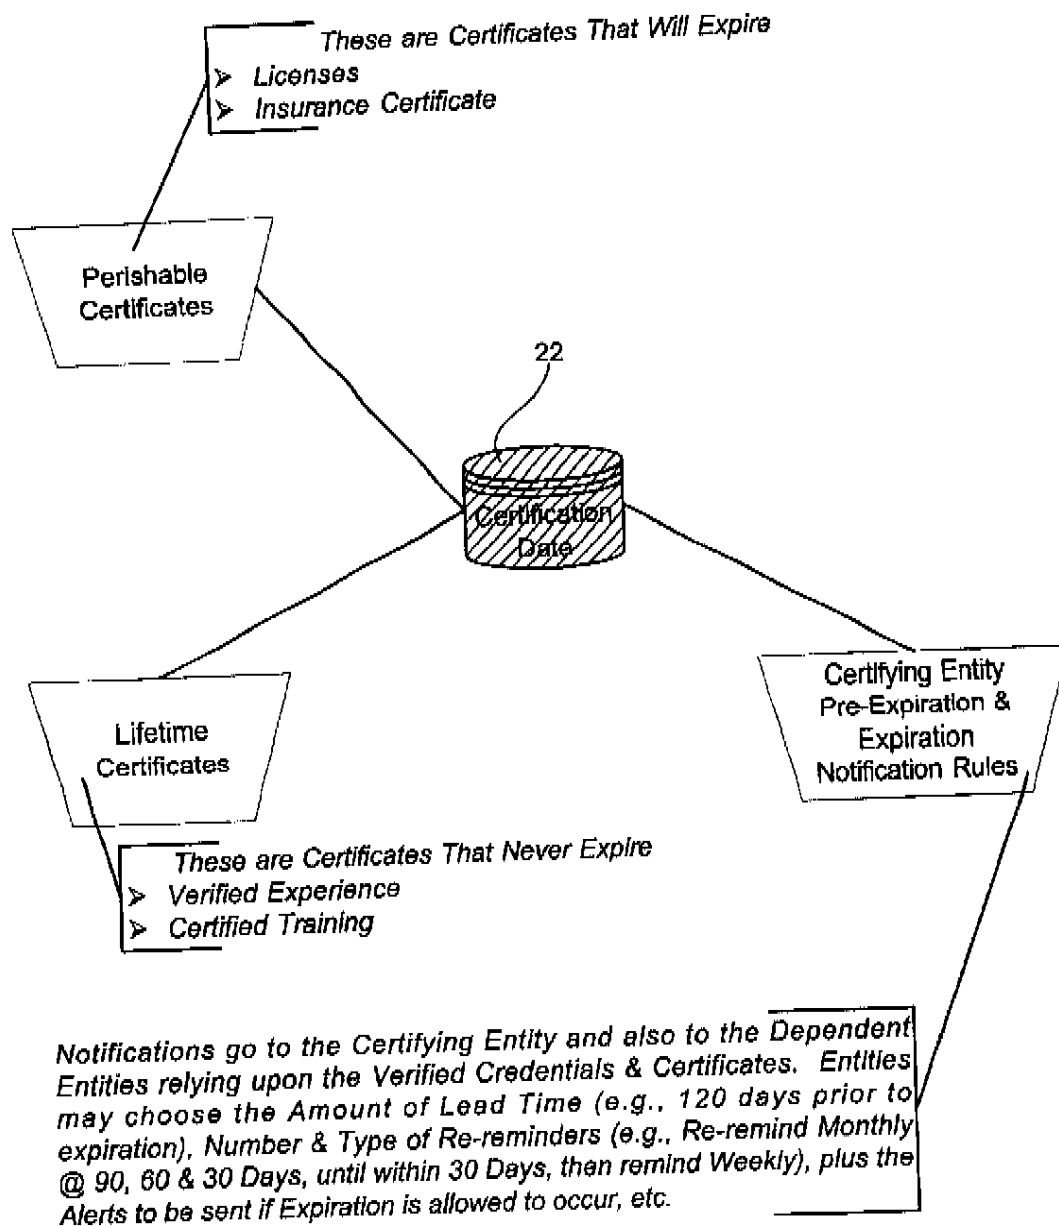 These are Certificates That Will Expire
➢ Licenses
➢ Insurance Certificate
Perishable
Certificates
22
Certification
Date
Lifetime
Certificates
Certifying Entity
Pre-Expiration &
Expiration
Notification Rules
These are Certificates That Never Expire
➢ Verified Experience
➢ Certified Training
Notifications go to the Certifying Entity and also to the Dependent
Entities relying upon the Verified Credentials & Certificates. Entities
may choose the Amount of Lead Time (e.g., 120 days prior to
expiration), Number & Type of Re-reminders (e.g., Re-remind Monthly
@ 90, 60 & 30 Days, until within 30 Days, then remind Weekly), plus the
Alerts to be sent if Expiration is allowed to occur, etc.